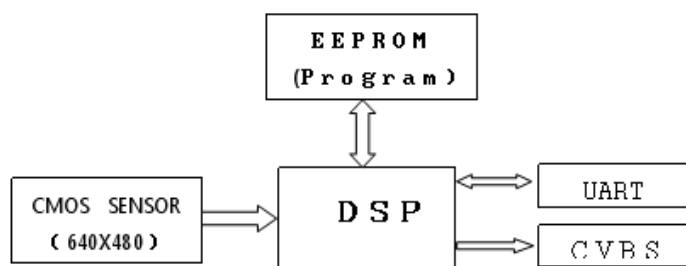 EEPROM
(Program)
CMOS SENSOR
(640X480)
DSP
UART
CVBS